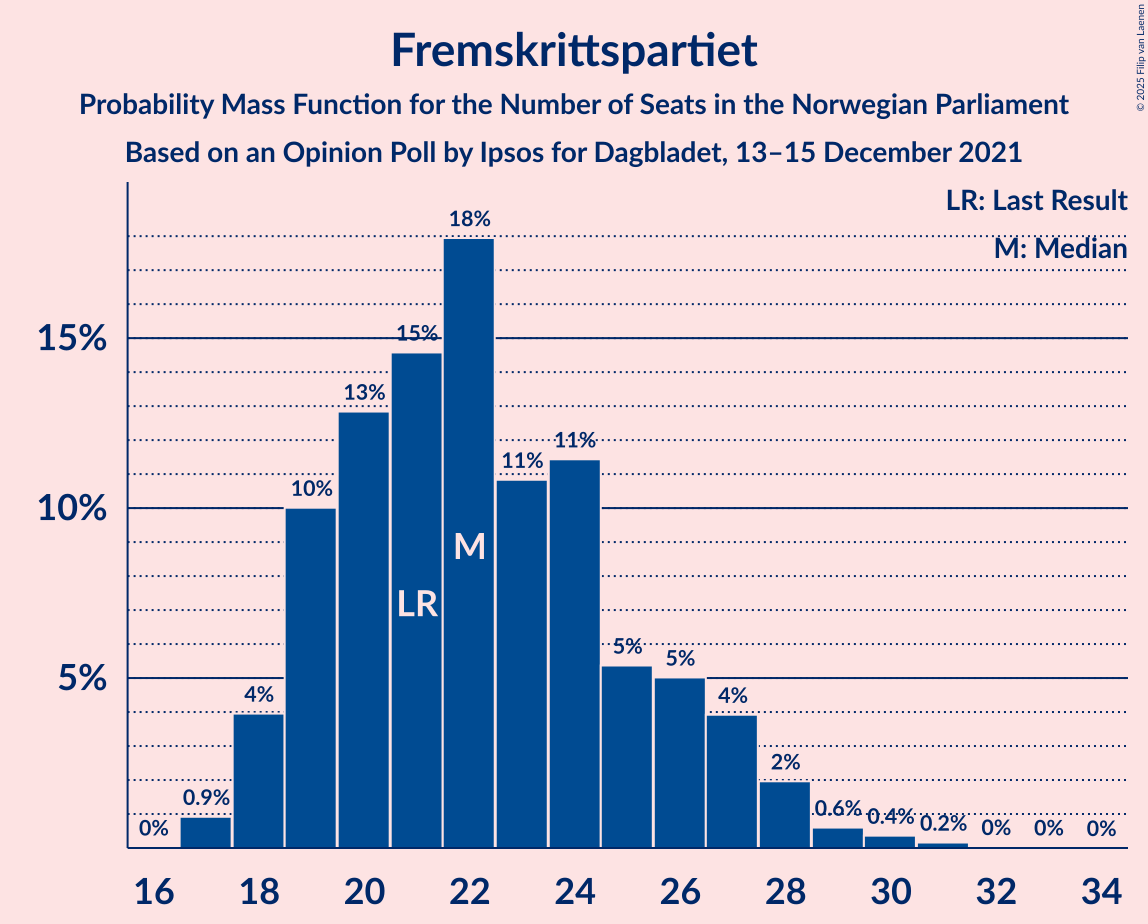 Fremskrittspartiet
Probability Mass Function for the Number of Seats in the Norwegian Parliament
Based on an Opinion Poll by Ipsos for Dagbladet, 13–15 December 2021
© 2025 Filip van Laenen
LR: Last Result
M: Median
15%
10%
5%
0%
0.9%
4%
10%
13%
15%
18%
11%
11%
5%
5%
4%
2%
0.6%
0.4%
0.2%
0%
0%
0%
LR
M
16 18 20 22 24 26 28 30 32 34